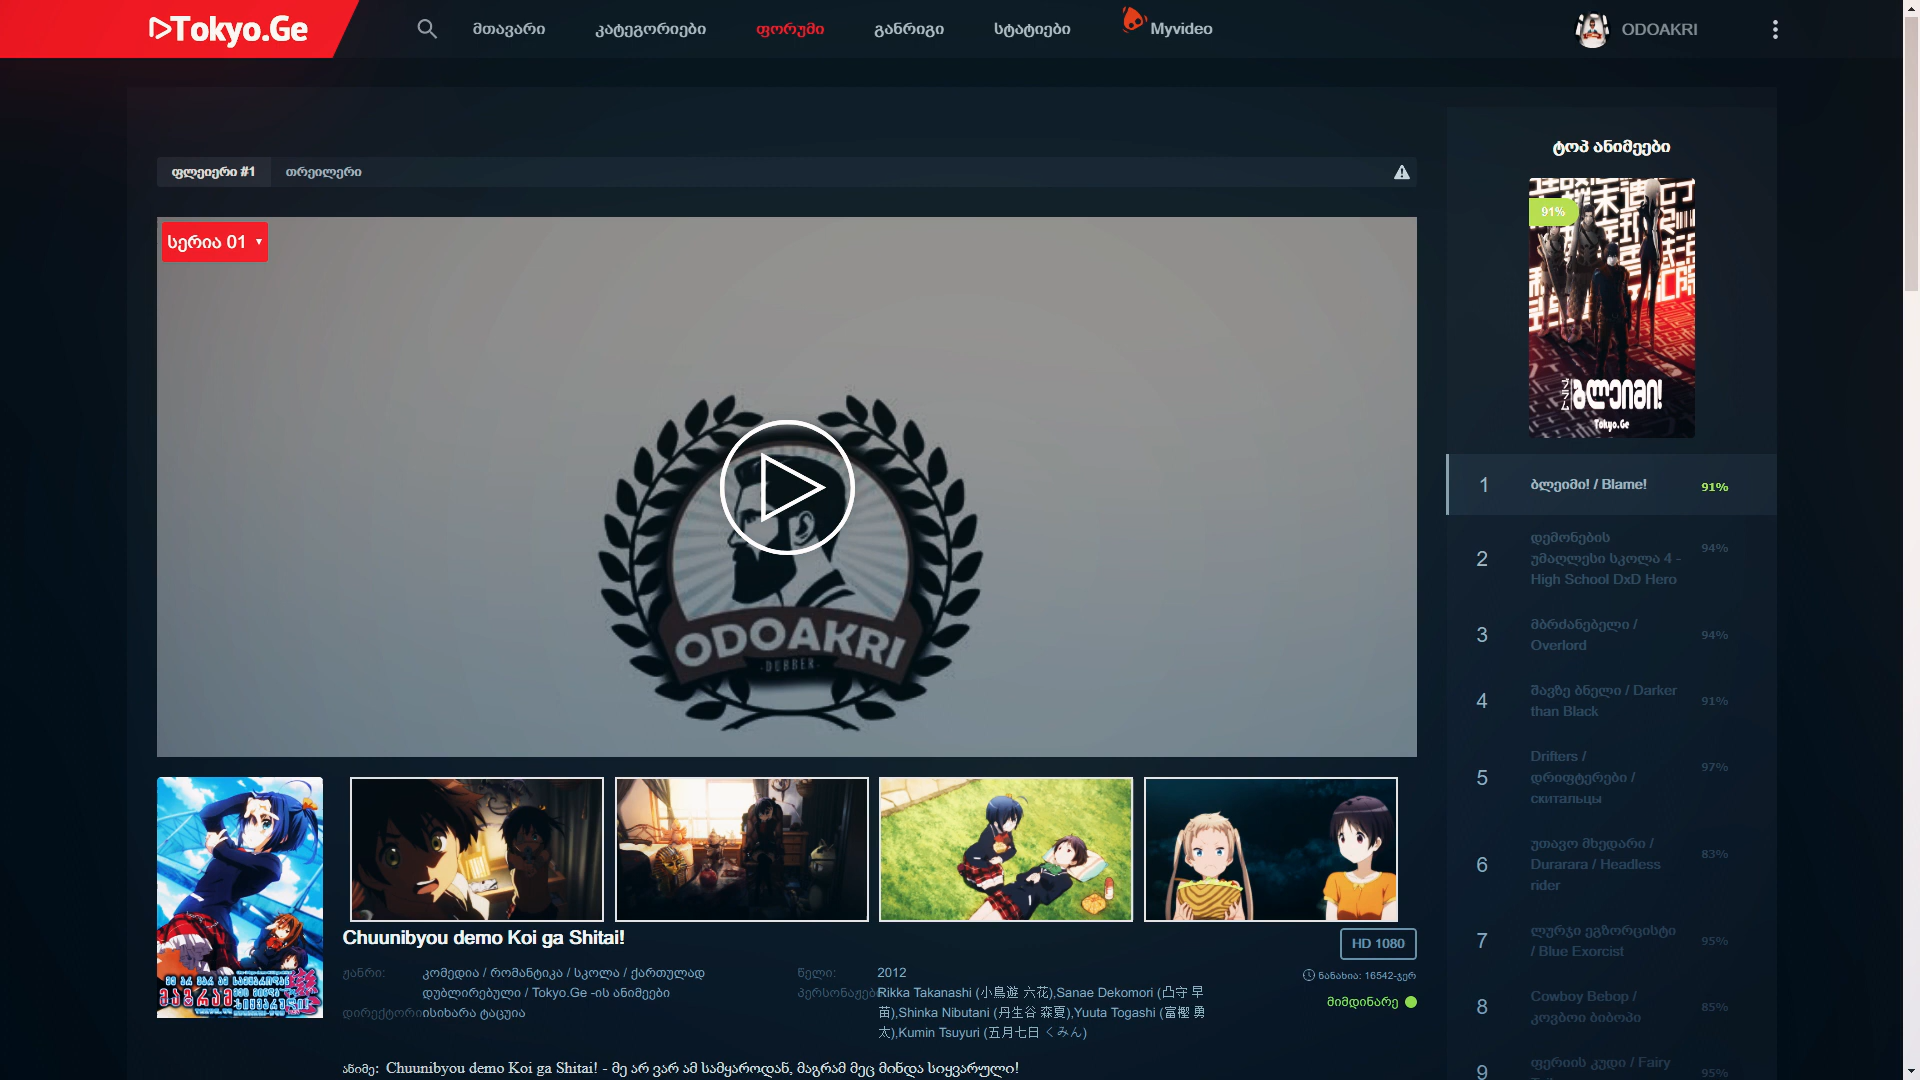 Tokyo.Ge
მთავარი
კატეგორიები
ფორუმი
განრიგი
სტატიები
Myvideo
ODOAKRI
ფლეიერი #1
თრეილერი
სერია 01
ODOAKRI
·DUBBER·
Chuunibyou demo Koi ga Shitai!
HD 1080
ჟანრი:
კომედია / რომანტიკა / სკოლა / ქართულად
დუბლირებული / Tokyo.Ge -ის ანიმეები
დირექტორი
ისიხარა ტაცუია
წელი:
2012
პერსონაჟები
Rikka Takanashi (小鳥遊 六花),Sanae Dekomori (凸守 早
苗),Shinka Nibutani (丹生谷 森夏),Yuuta Togashi (富樫 勇
太),Kumin Tsuyuri (五月七日 くみん)
ნანახია: 16542-ჯერ
მიმდინარე
ანიმე: Chuunibyou demo Koi ga Shitai! - მე არ ვარ ამ სამყაროდან, მაგრამ მეც მინდა სიყვარული!
ტოპ ანიმეები
91%
ბლეიმი!
Tokyo.Ge
1
ბლეიმი! / Blame!
91%
2
დემონების
უმაღლესი სკოლა 4 -
High School DxD Hero
94%
3
მბრძანებელი /
Overlord
94%
4
შავზე ბნელი / Darker
than Black
91%
5
Drifters /
დრიფტერები /
скитальцы
97%
6
უთავო მხედარი /
Durarara / Headless
rider
83%
7
ლურჯი ეგზორცისტი
/ Blue Exorcist
95%
8
Cowboy Bebop /
კოვბოი ბიბოპი
85%
9
ფერიის კუდი / Fairy
95%